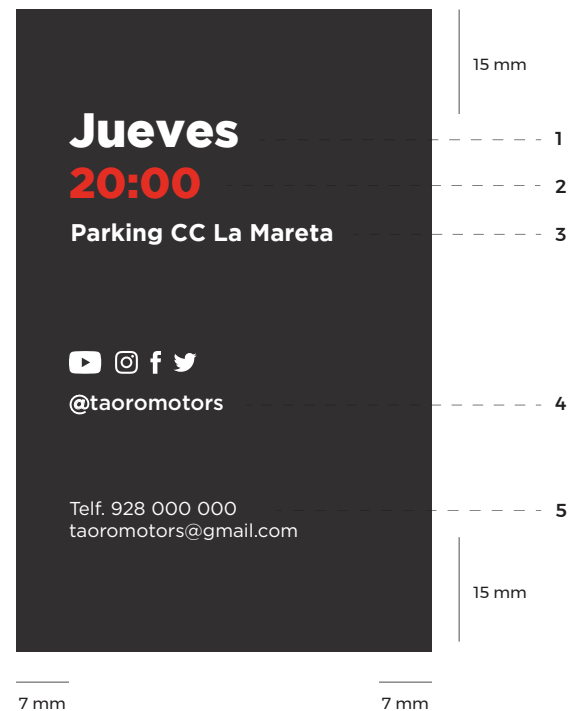 15 mm
Jueves
1
20:00
2
Parking CC La Mareta
3
@taoromotors
4
Telf. 928 000 000
5
taoromotors@gmail.com
15 mm
7 mm
7 mm